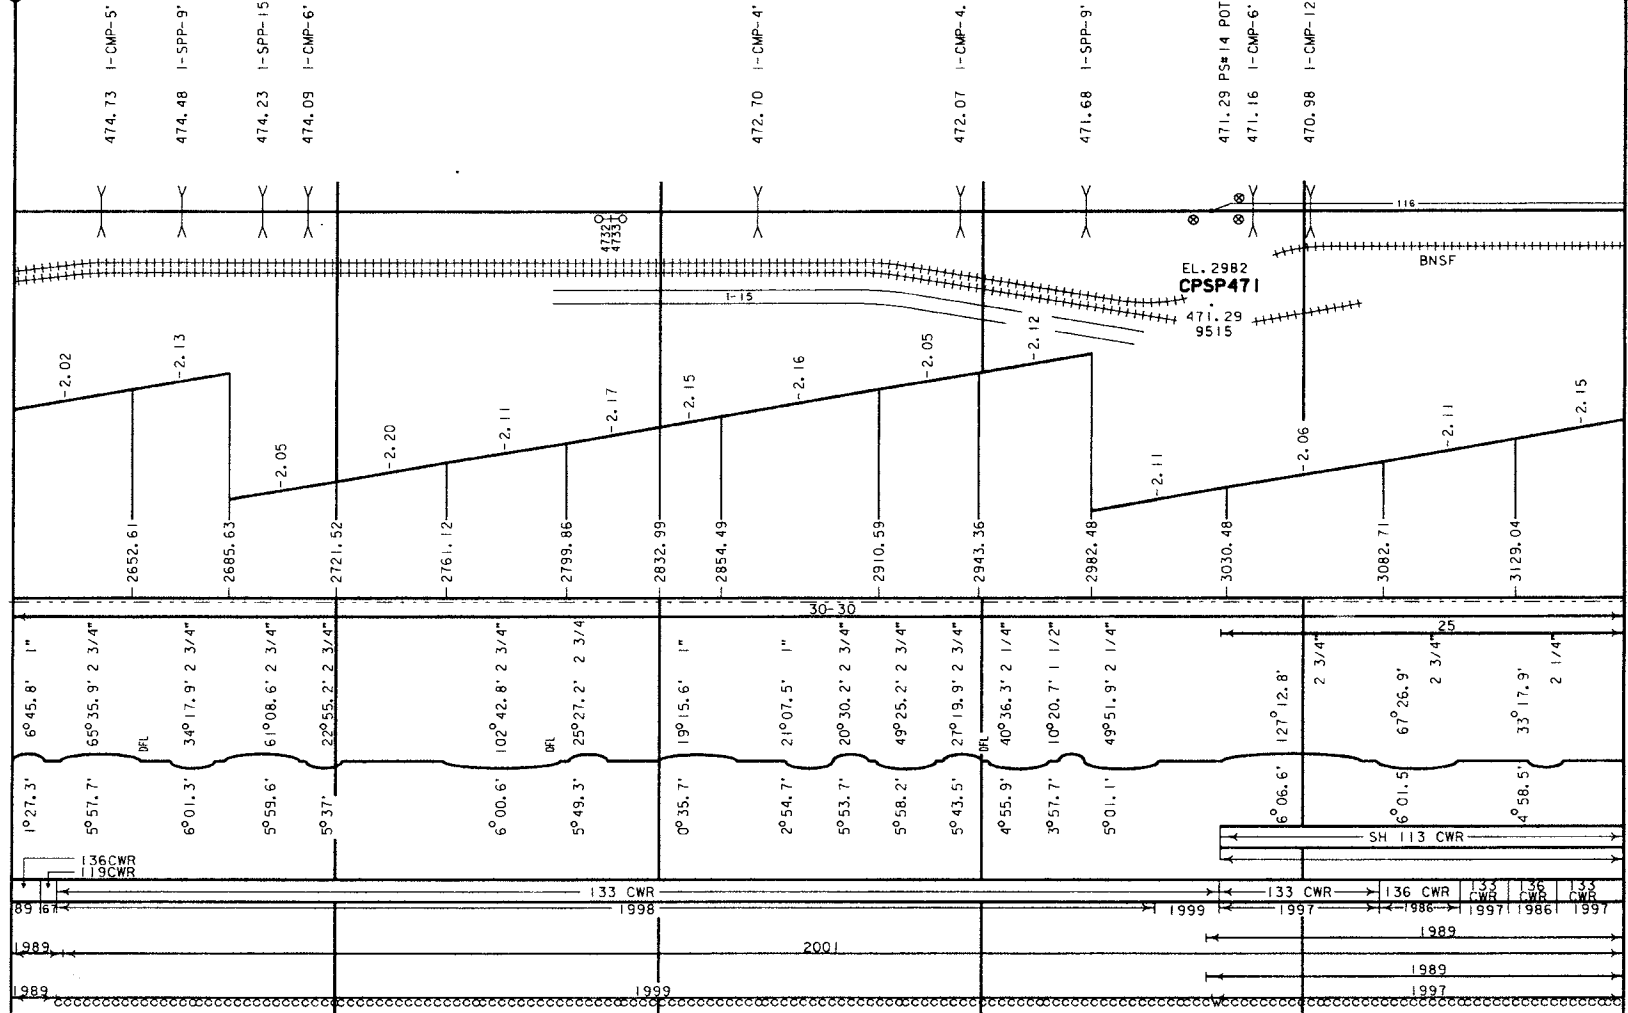 474.73 1-CMP-5'
474.48 1-SPP-9'
474.23 1-SPP-15
474.09 1-CMP-6'
472.70 1-CMP-4'
472.07 1-CMP-4.
471.68 1-SPP-9'
471.29 PS#14 POT
471.16 1-CMP-6'
470.98 1-CMP-12
4732
4733
116
BNSF
EL. 2982
CPSP471
471.29
9515
I-15
-2.02
-2.13
-2.05
-2.20
-2.11
-2.17
-2.15
-2.16
-2.05
-2.12
-2.11
-2.06
-2.11
-2.15
2652.61
2685.63
2721.52
2761.12
2799.86
2832.99
2854.49
2910.59
2943.36
2982.48
3030.48
3082.71
3129.04
30-30
25
6°45.8' 1"
65°35.9' 2 3/4"
DFL
34°17.9' 2 3/4"
61°08.6' 2 3/4"
22°55.2' 2 3/4"
102°42.8' 2 3/4"
DFL
25°27.2' 2 3/4
19°15.6' 1"
21°07.5' 1"
20°30.2' 2 3/4"
49°25.2' 2 3/4"
27°19.9' 2 3/4"
DFL
40°36.3' 2 1/4"
10°20.7' 1 1/2"
49°51.9' 2 1/4"
127°12.8'
2 3/4"
67°26.9'
2 3/4"
33°17.9'
2 1/4"
1°27.3'
5°57.7'
6°01.3'
5°59.6'
5°37'
6°00.6'
5°49.3'
0°35.7'
2°54.7'
5°53.7'
5°58.2'
5°43.5'
4°55.9'
3°57.7'
5°01.1'
6°06.6'
6°01.5'
4°58.5'
SH 113 CWR
136CWR
119CWR
133 CWR
133 CWR
136 CWR
133 CWR
136 CWR
133 CWR
89
67
1998
1999
1997
1986
1997
1986
1997
1989
1989
2001
1989
1989
1999
1997